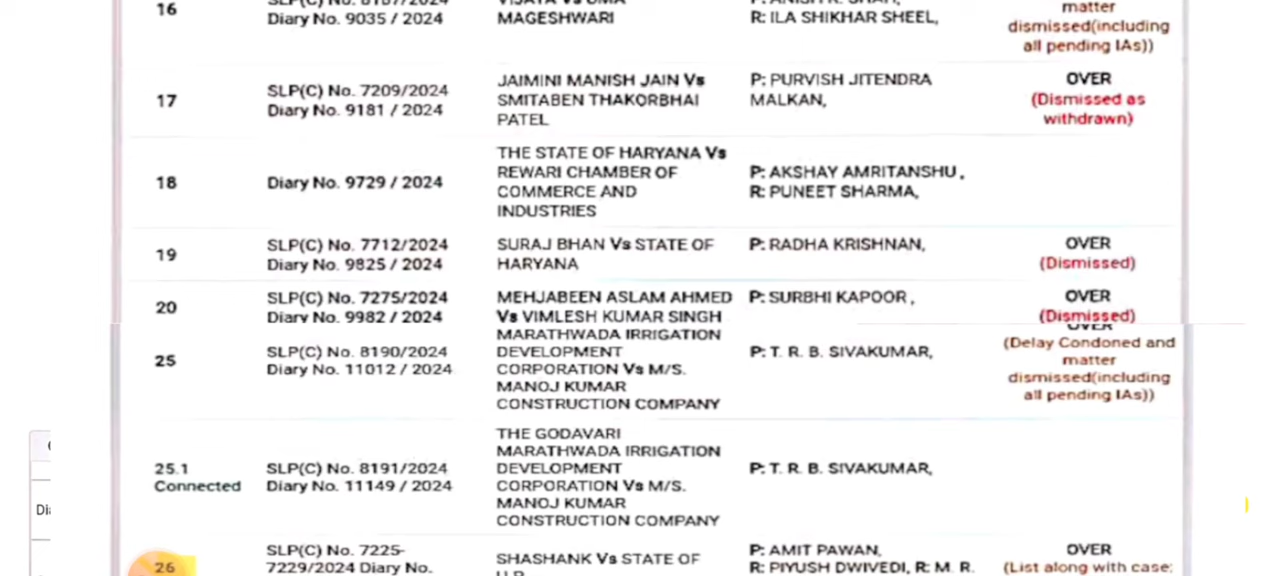 16
Diary No. 9035 / 2024
MAGESHWARI
R: ILA SHIKHAR SHEEL,
matter
dismissed(including
all pending IAs))
17
SLP(C) No. 7209/2024
Diary No. 9181 / 2024
JAIMINI MANISH JAIN Vs
SMITABEN THAKORBHAI
PATEL
P: PURVISH JITENDRA
MALKAN,
OVER
(Dismissed as
withdrawn)
18
Diary No. 9729 / 2024
THE STATE OF HARYANA Vs
REWARI CHAMBER OF
COMMERCE AND
INDUSTRIES
P: AKSHAY AMRITANSHU ,
R: PUNEET SHARMA,
19
SLP(C) No. 7712/2024
Diary No. 9825 / 2024
SURAJ BHAN Vs STATE OF
HARYANA
P: RADHA KRISHNAN,
OVER
(Dismissed)
20
SLP(C) No. 7275/2024
Diary No. 9982 / 2024
MEHJABEEN ASLAM AHMED
Vs VIMLESH KUMAR SINGH
P: SURBHI KAPOOR ,
OVER
(Dismissed)
25
SLP(C) No. 8190/2024
Diary No. 11012 / 2024
MARATHWADA IRRIGATION
DEVELOPMENT
CORPORATION Vs M/S.
MANOJ KUMAR
CONSTRUCTION COMPANY
P: T. R. B. SIVAKUMAR,
OVER
(Delay Condoned and
matter
dismissed(including
all pending IAs))
25.1
Connected
SLP(C) No. 8191/2024
Diary No. 11149 / 2024
THE GODAVARI
MARATHWADA IRRIGATION
DEVELOPMENT
CORPORATION Vs M/S.
MANOJ KUMAR
CONSTRUCTION COMPANY
P: T. R. B. SIVAKUMAR,
26
SLP(C) No. 7225-
7229/2024 Diary No.
SHASHANK Vs STATE OF
P: AMIT PAWAN,
R: PIYUSH DWIVEDI, R: M. R.
OVER
(List along with case: